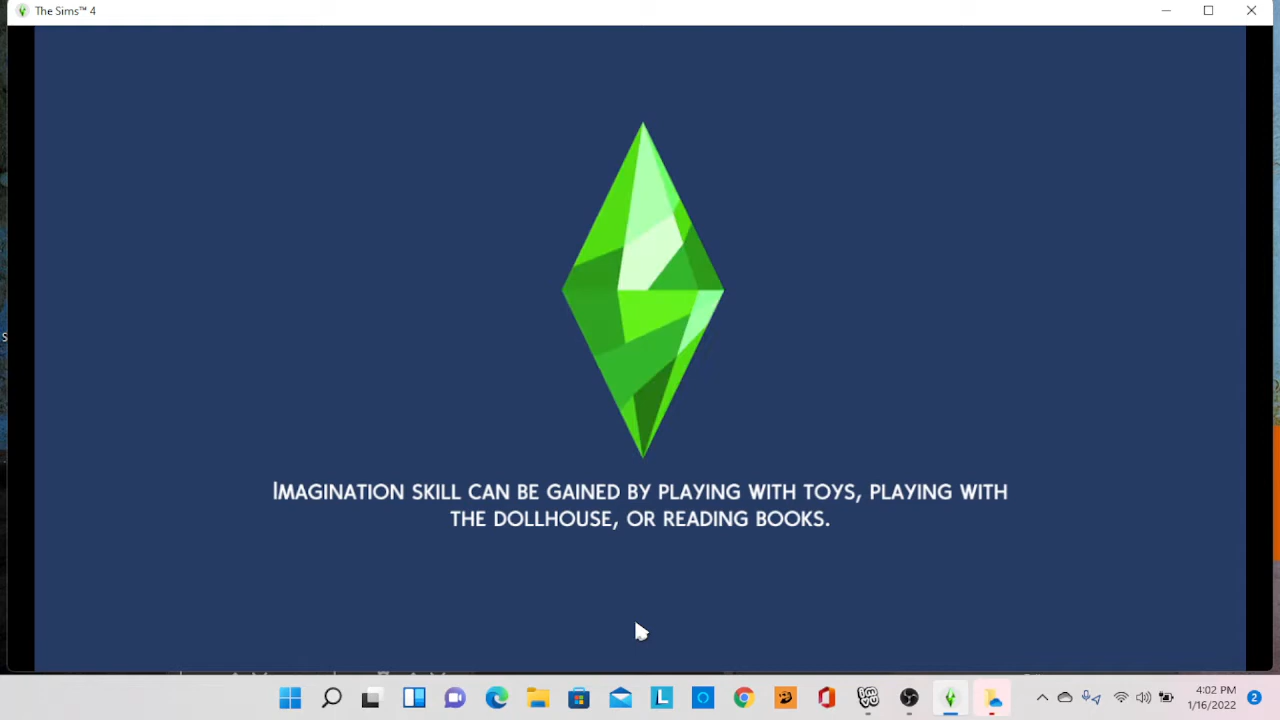 The Sims™ 4
S
IMAGINATION SKILL CAN BE GAINED BY PLAYING WITH TOYS, PLAYING WITH
THE DOLLHOUSE, OR READING BOOKS.
L
4:02 PM
1/16/2022
2